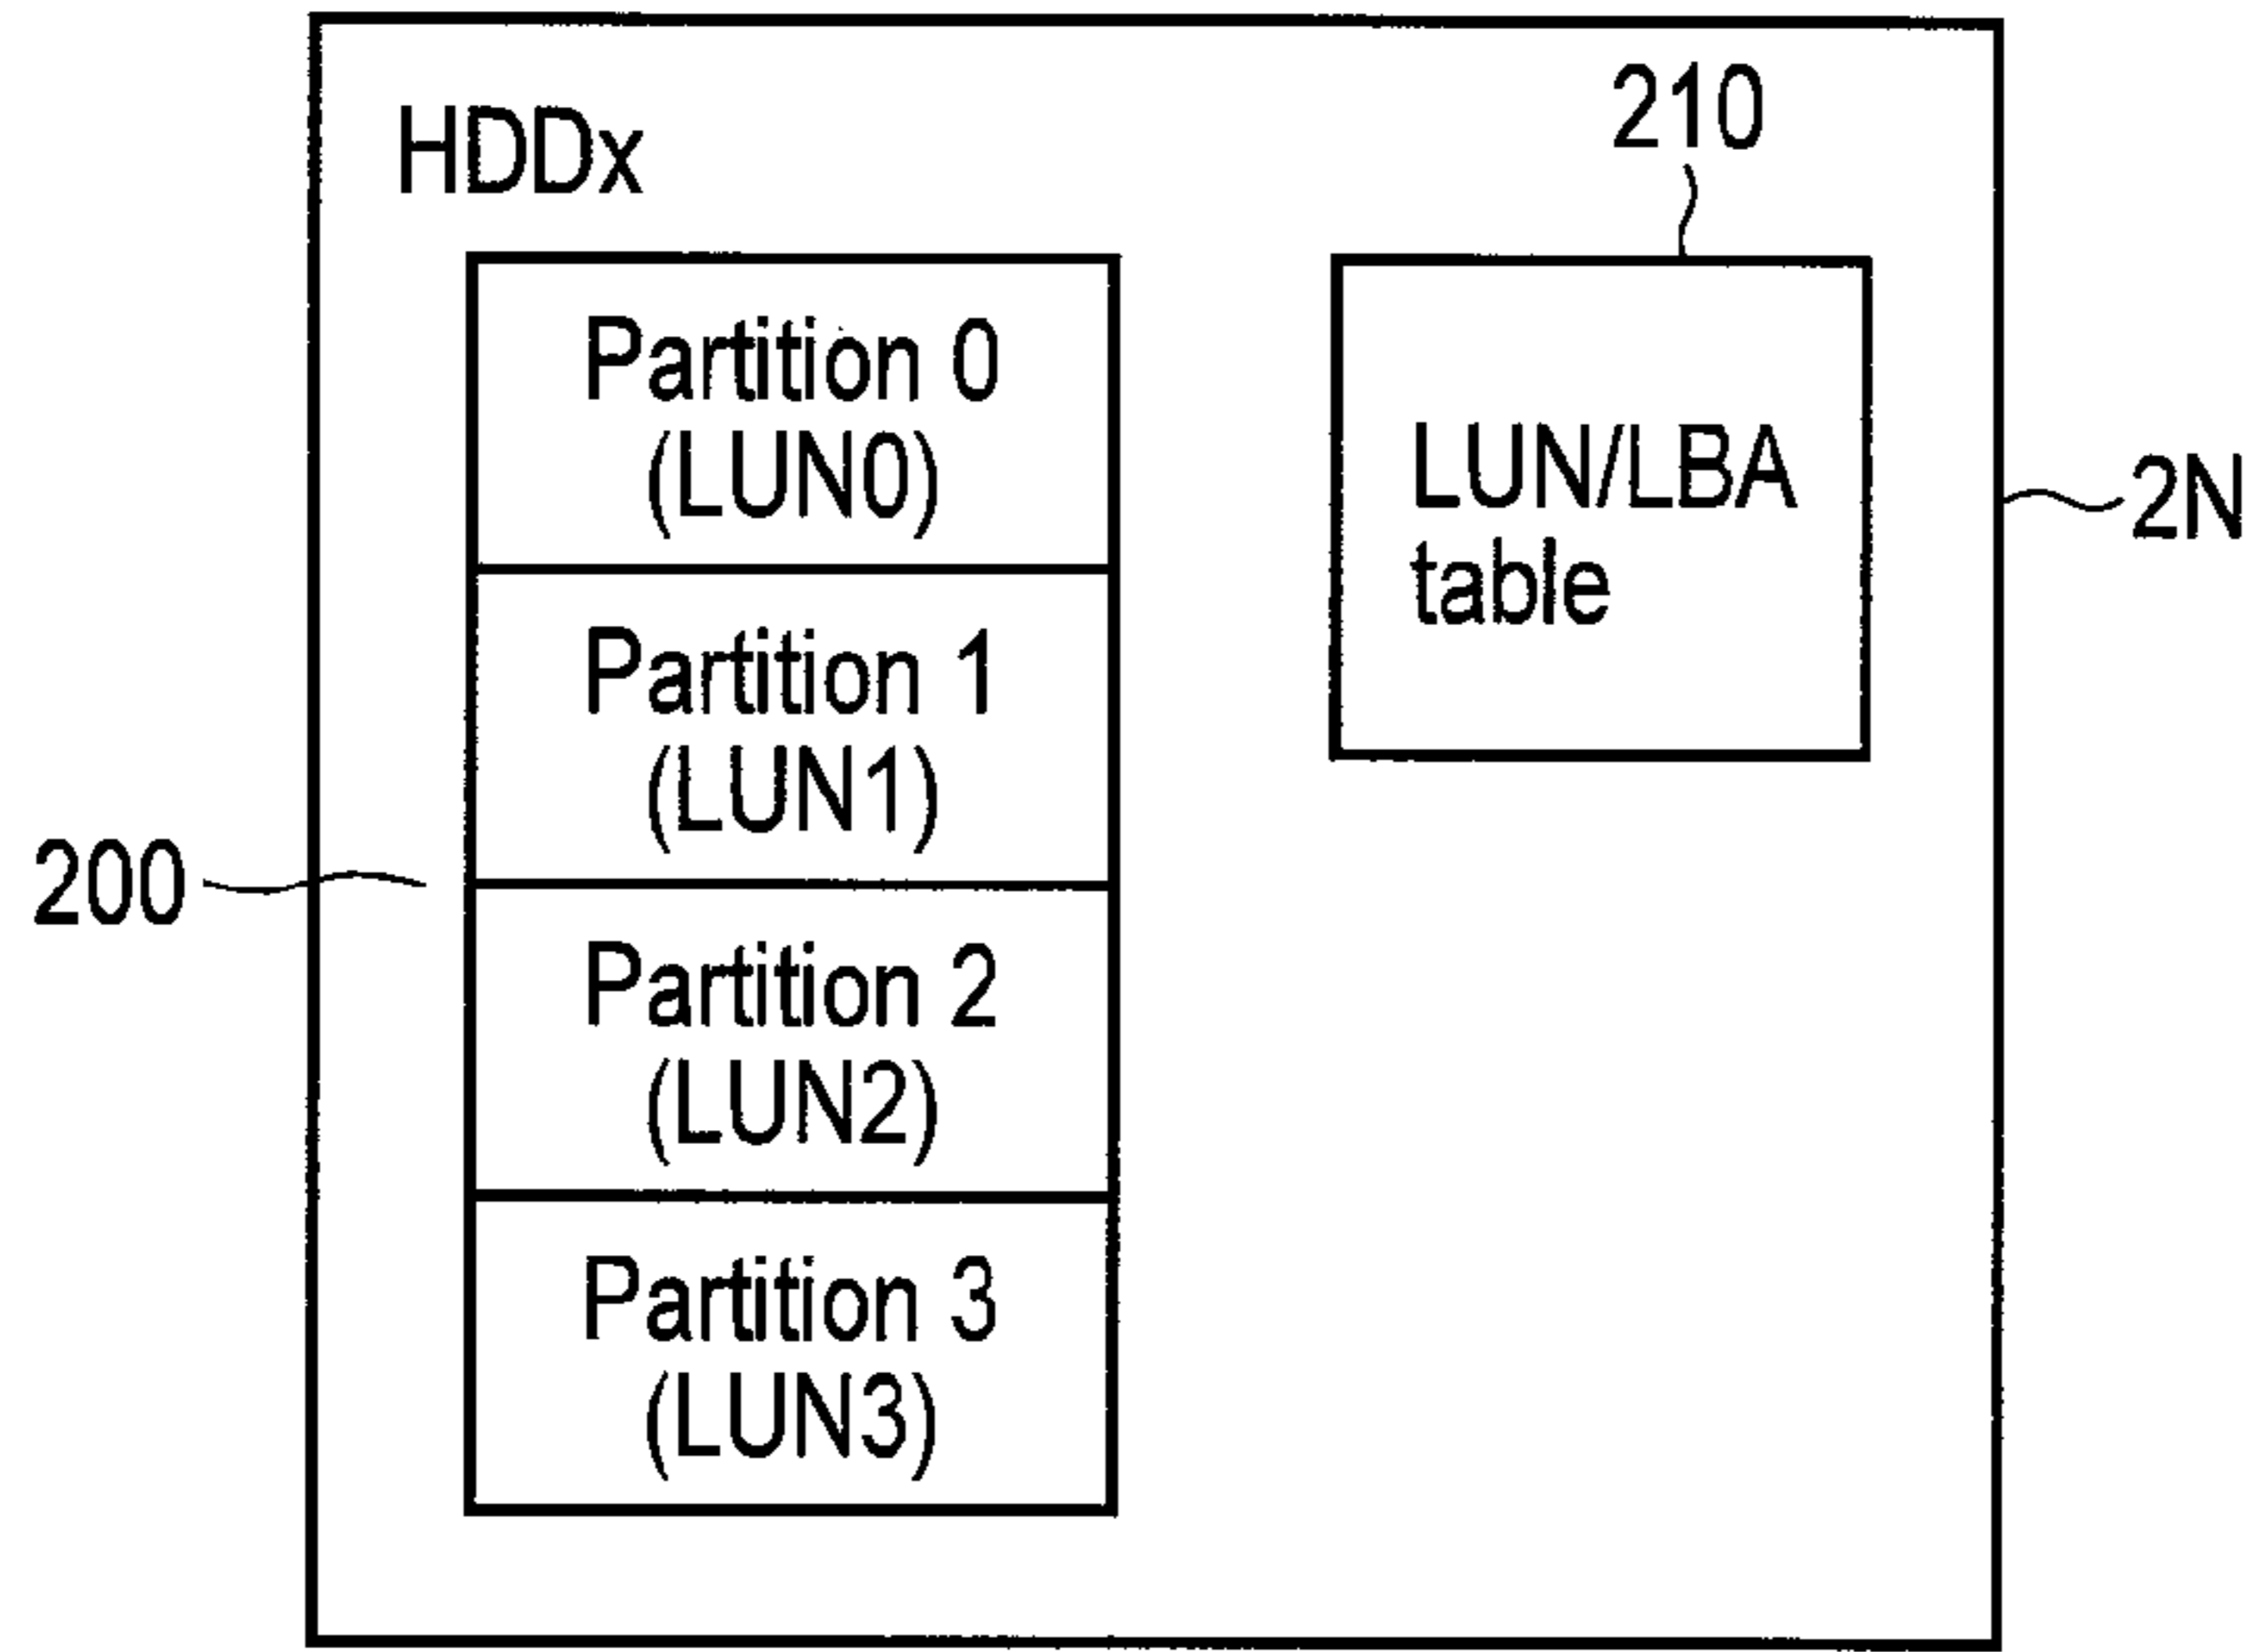 HDDx
210
Partition 0
(LUN0)
Partition 1
(LUN1)
Partition 2
(LUN2)
Partition 3
(LUN3)
LUN/LBA
table
2N
200